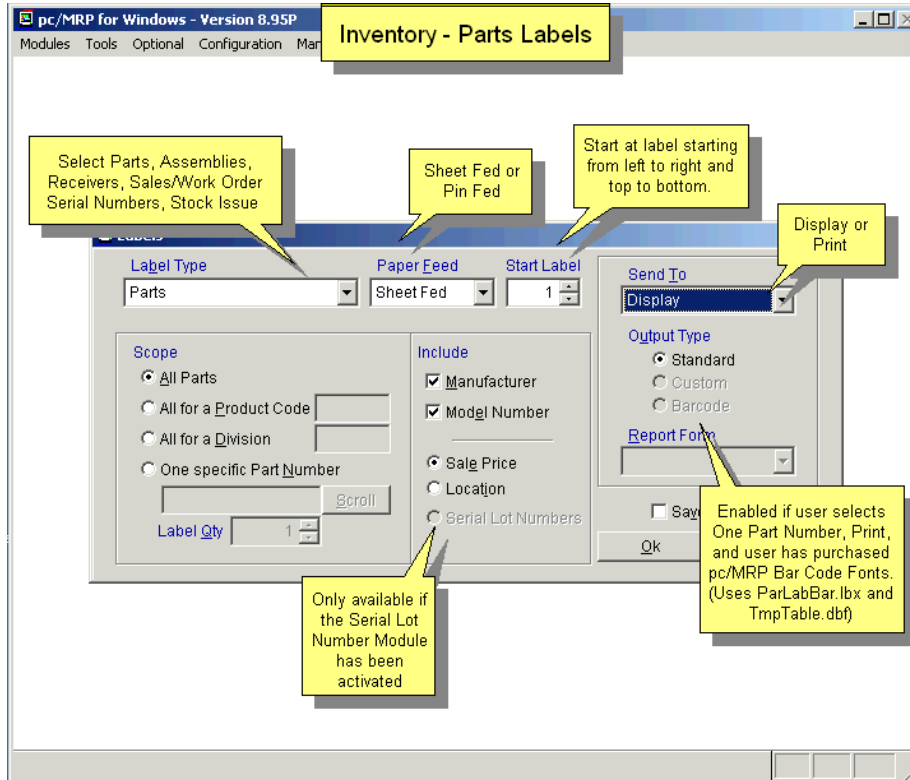 pc/MRP for Windows - Version 8.95P
Inventory - Parts Labels
Modules Tools Optional Configuration
Select Parts, Assemblies,
Receivers, Sales/Work Order
Serial Numbers, Stock Issue
Sheet Fed or
Pin Fed
Start at label starting
from left to right and
top to bottom.
Display or
Print
Labels
Label Type
Paper Feed
Start Label
Parts
Sheet Fed
1
Send To
Display
Output Type
Standard
Custom
Barcode
Report Form
Scope
All Parts
All for a Product Code
All for a Division
One specific Part Number
Scroll
Label Qty 1
Include
Manufacturer
Model Number
Sale Price
Location
Serial Lot Numbers
Ok
Enabled if user selects
One Part Number, Print,
and user has purchased
pc/MRP Bar Code Fonts.
(Uses ParLabBar.lbx and
TmpTable.dbf)
Only available if
the Serial Lot
Number Module
has been
activated